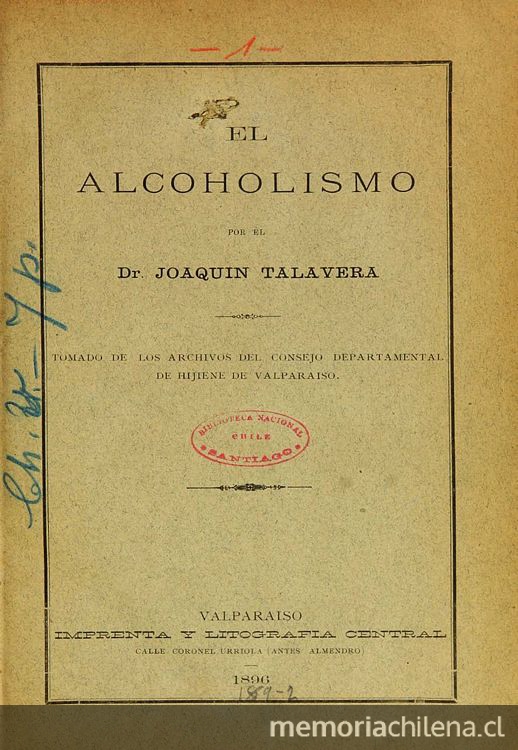 — 1 —
EL
ALCOHOLISMO
POR EL
Dr. JOAQUIN TALAVERA
TOMADO DE LOS ARCHIVOS DEL CONSEJO DEPARTAMENTAL
DE HIJIENE DE VALPARAISO.
BIBLIOTECA NACIONAL
CHILE
SANTIAGO
VALPARAISO
IMPRENTA Y LITOGRAFIA CENTRAL
CALLE CORONEL URRIOLA (ANTES ALMENDRO)
1896
memoriachilena.cl